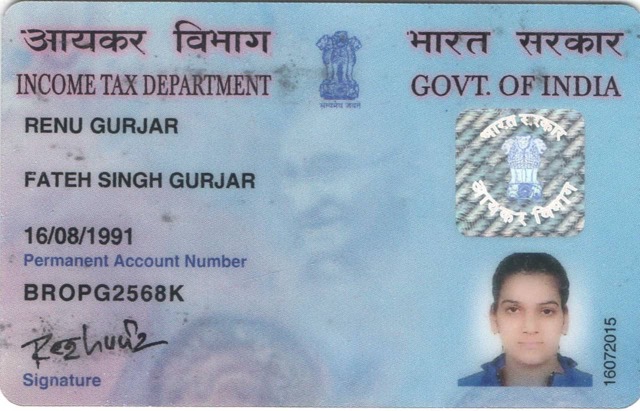 आयकर विभाग
भारत सरकार
INCOME TAX DEPARTMENT
GOVT. OF INDIA
सत्यमेव जयते
RENU GURJAR
FATEH SINGH GURJAR
16/08/1991
Permanent Account Number
BROPG2568K
Signature
भारत सरकार
आयकर विभाग
16072015